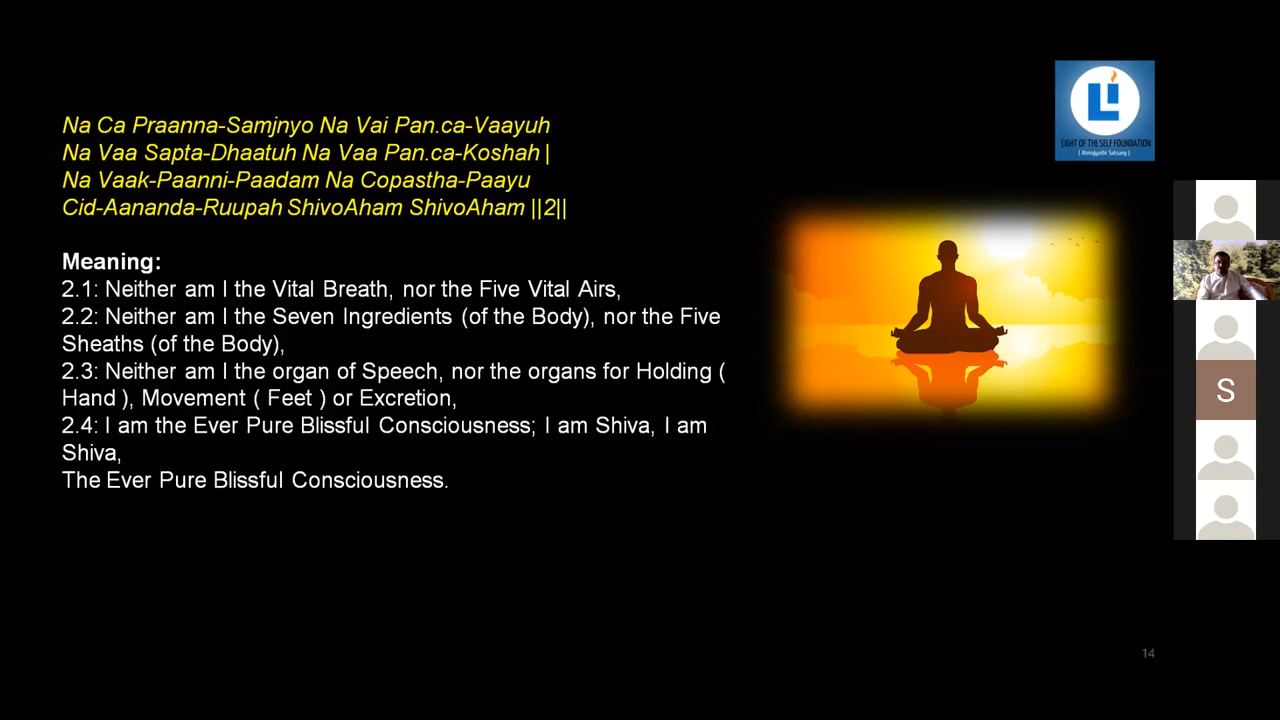 Na Ca Praanna-Samjnyo Na Vai Pan.ca-Vaayuh
Na Vaa Sapta-Dhaatuh Na Vaa Pan.ca-Koshah |
Na Vaak-Paanni-Paadam Na Copastha-Paayu
Cid-Aananda-Ruupah ShivoAham ShivoAham ||2||
Meaning:
2.1: Neither am I the Vital Breath, nor the Five Vital Airs,
2.2: Neither am I the Seven Ingredients (of the Body), nor the Five
Sheaths (of the Body),
2.3: Neither am I the organ of Speech, nor the organs for Holding (
Hand ), Movement ( Feet ) or Excretion,
2.4: I am the Ever Pure Blissful Consciousness; I am Shiva, I am
Shiva,
The Ever Pure Blissful Consciousness.
LIGHT OF THE SELF FOUNDATION
( Atmajyothi Satsang )
S
14